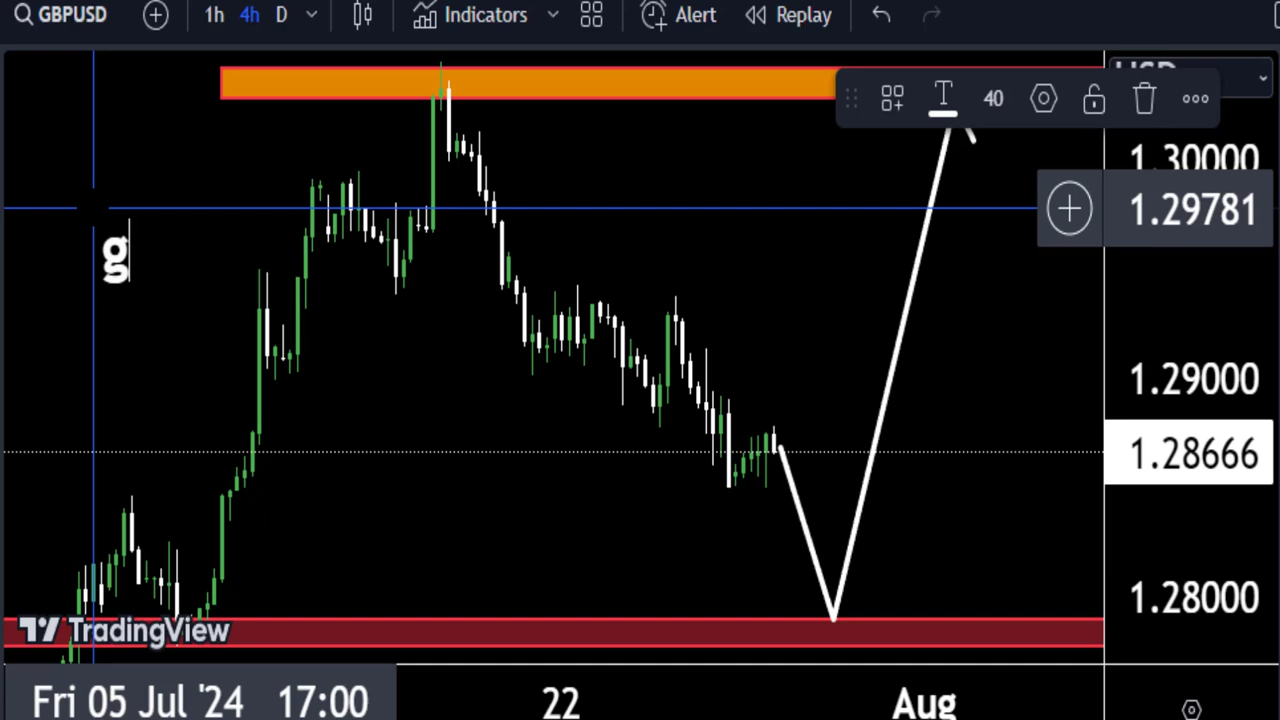 GBPUSD 1h 4h D Indicators Alert Replay
USD
40
1.30000
1.29781
g
1.29000
1.28666
1.28000
TradingView
Fri 05 Jul '24 17:00 22 Aug